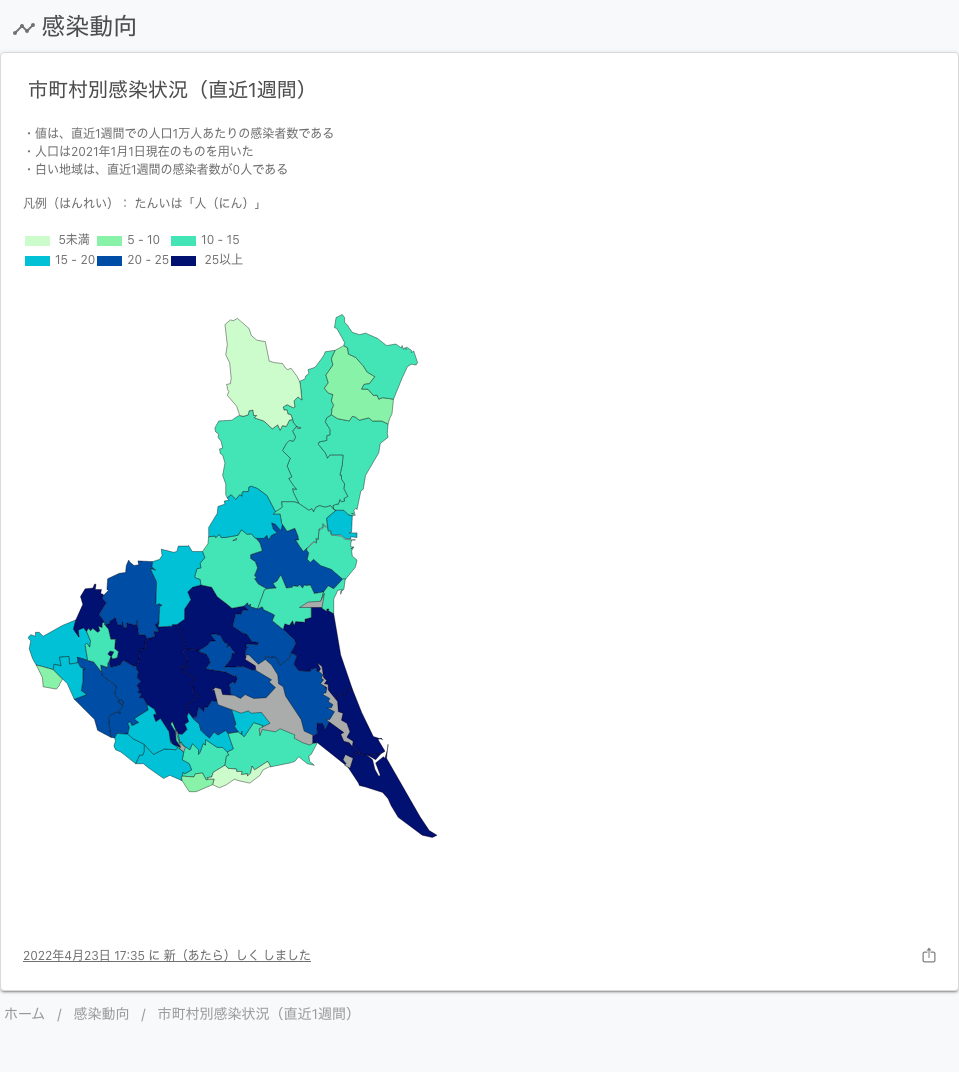 感染動向
市町村別感染状況（直近1週間）
・値は、直近1週間での人口1万人あたりの感染者数である
・人口は2021年1月1日現在のものを用いた
・白い地域は、直近1週間の感染者数が0人である
凡例（はんれい）： たんいは「人（にん）」
5未満 5 - 10 10 - 15
15 - 20 20 - 25 25以上
2022年4月23日 17:35 に 新（あたら）しく しました
ホーム / 感染動向 / 市町村別感染状況（直近1週間）